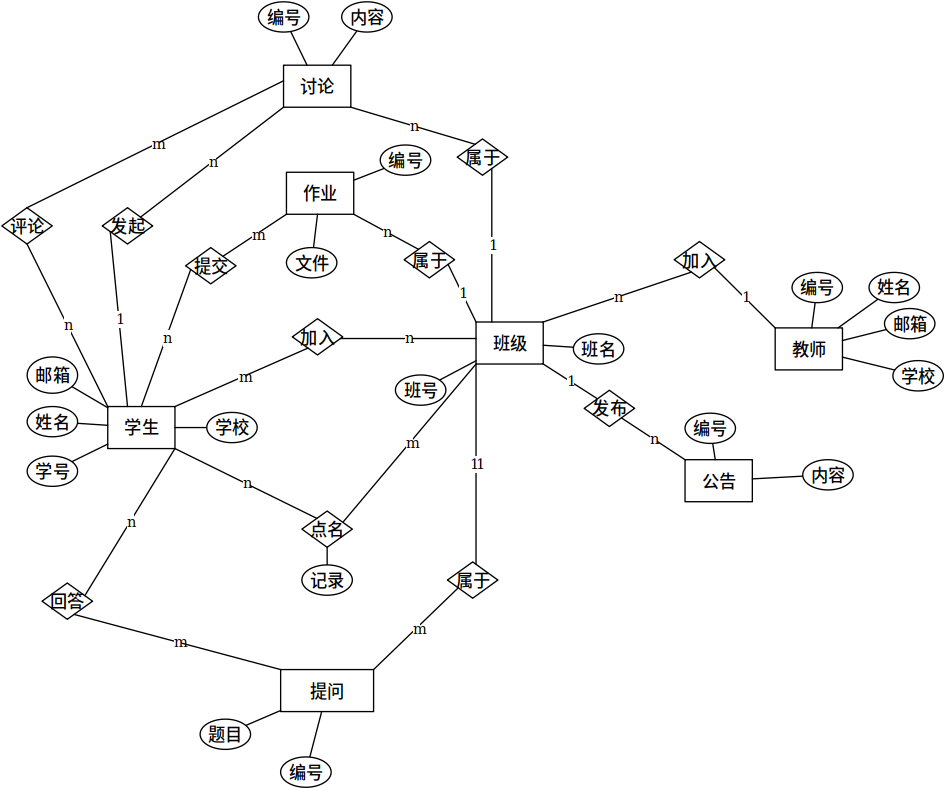 编号
内容
讨论
n
m
属于
编号
n
作业
评论
发起
m
n
提交
文件
属于
1
加入
1
n
1
编号
姓名
1
n
n
加入
n
班级
班名
教师
邮箱
邮箱
m
班号
1
学校
姓名
学生
学校
发布
编号
学号
m
n
公告
内容
n
11
n
点名
记录
属于
回答
m
m
提问
题目
编号